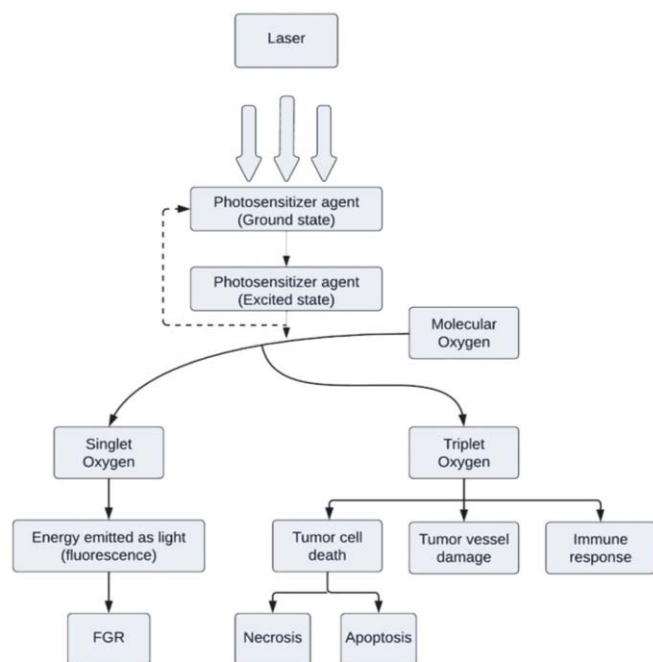 Laser
Photosensitizer agent
(Ground state)
Photosensitizer agent
(Excited state)
Molecular
Oxygen
Singlet
Oxygen
Triplet
Oxygen
Energy emitted as light
(fluorescence)
Tumor cell
death
Tumor vessel
damage
Immune
response
FGR
Necrosis
Apoptosis